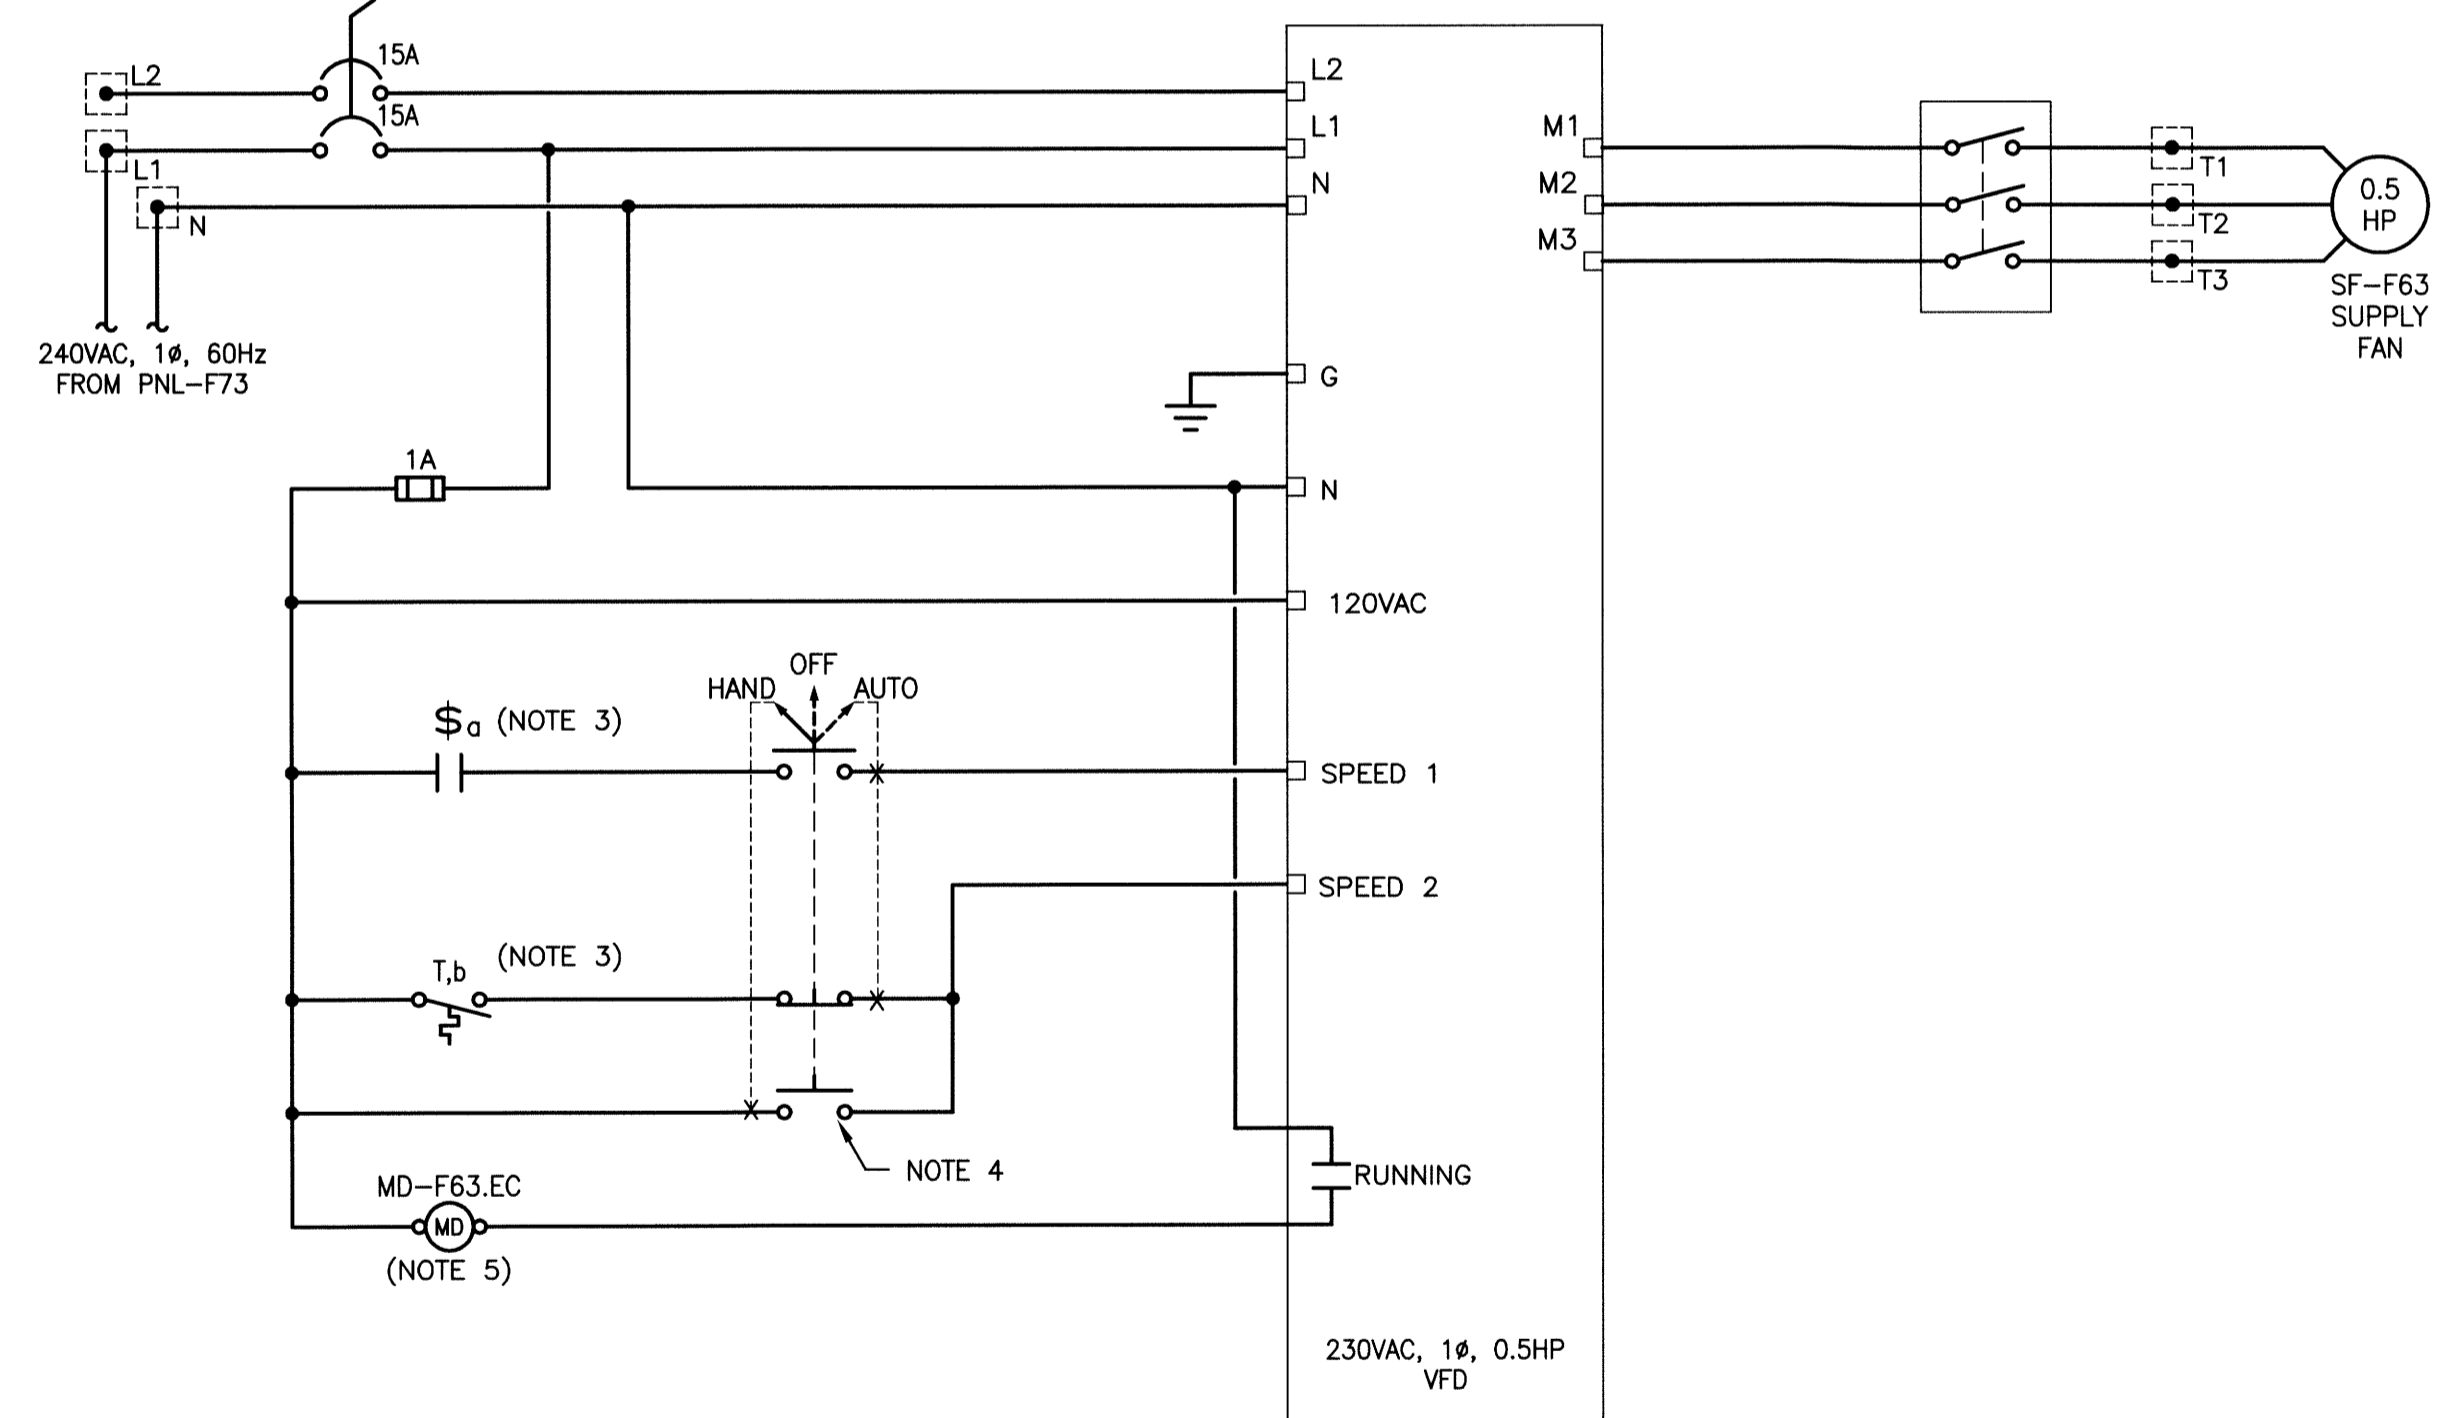 15A
L2
15A
L1
N
240VAC, 1ø, 60Hz
FROM PNL-F73
L2
L1
N
M1
M2
M3
T1
T2
T3
0.5
HP
SF-F63
SUPPLY
FAN
G
1A
N
120VAC
OFF
HAND
AUTO
$a (NOTE 3)
SPEED 1
SPEED 2
T,b (NOTE 3)
NOTE 4
RUNNING
MD-F63.EC
MD
(NOTE 5)
230VAC, 1ø, 0.5HP
VFD